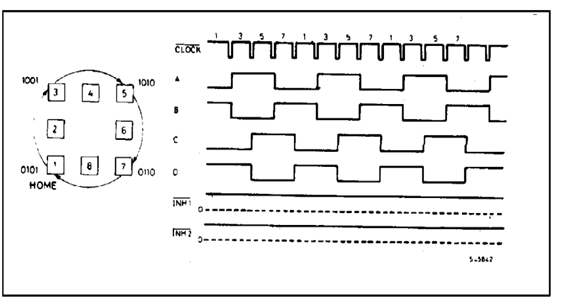 1 3 5 7 1 3 5 7 1 3 5 7
CLOCK
A
B
C
D
INH1
0
INH2
0
1001 3 4 5 1010
2 6
0101 1 8 7 0110
HOME
S-5842